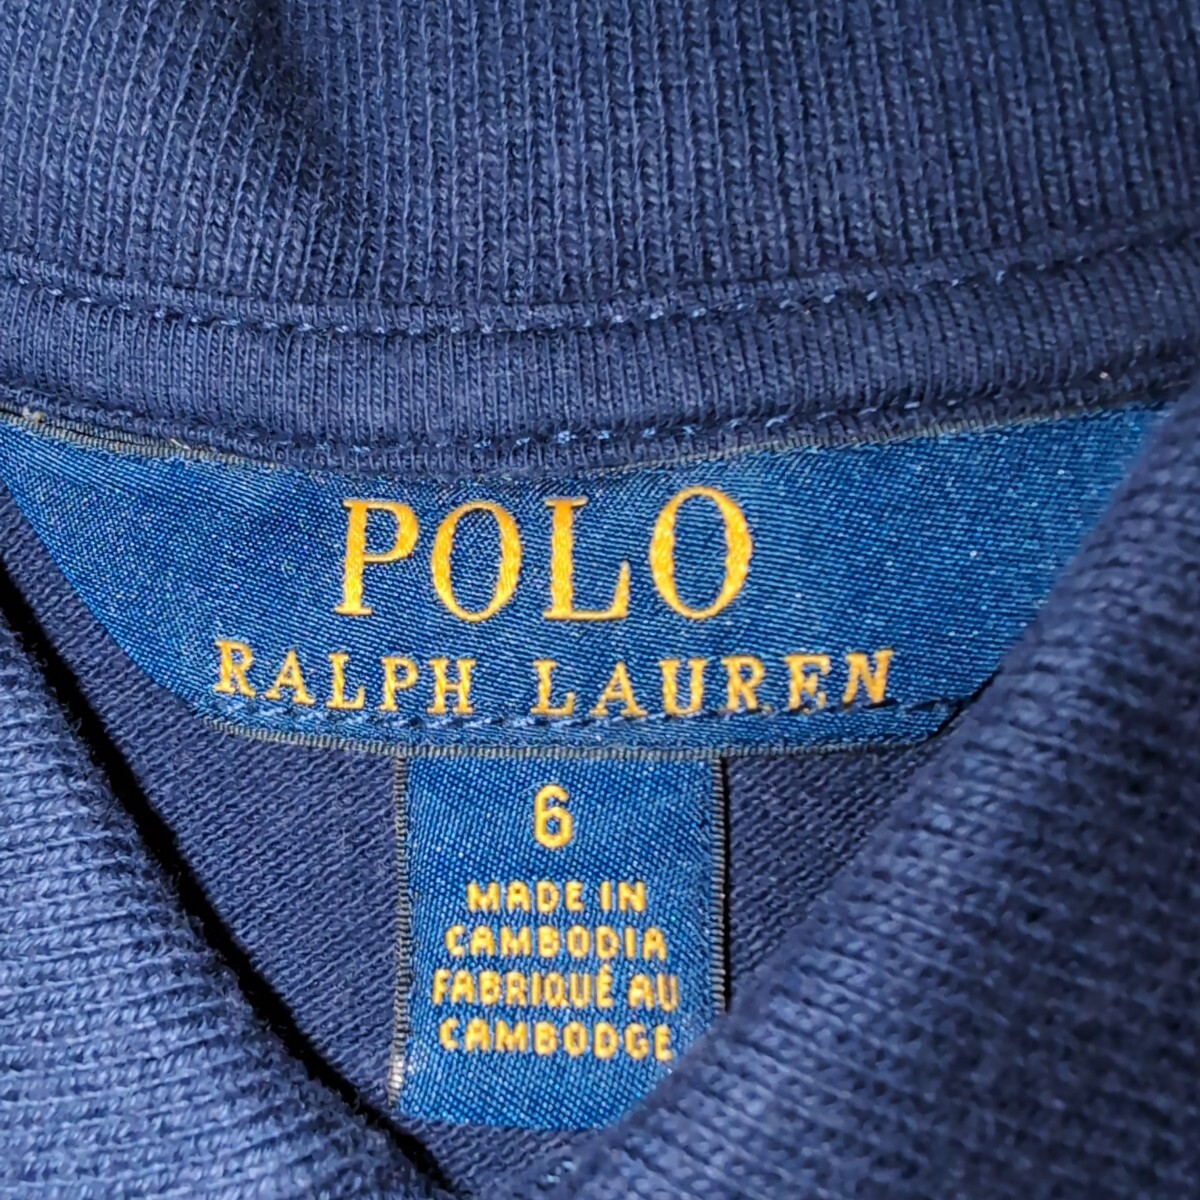 POLO
RALPH LAUREN
6
MADE IN
CAMBODIA
FABRIQUÉ AU
CAMBODGE